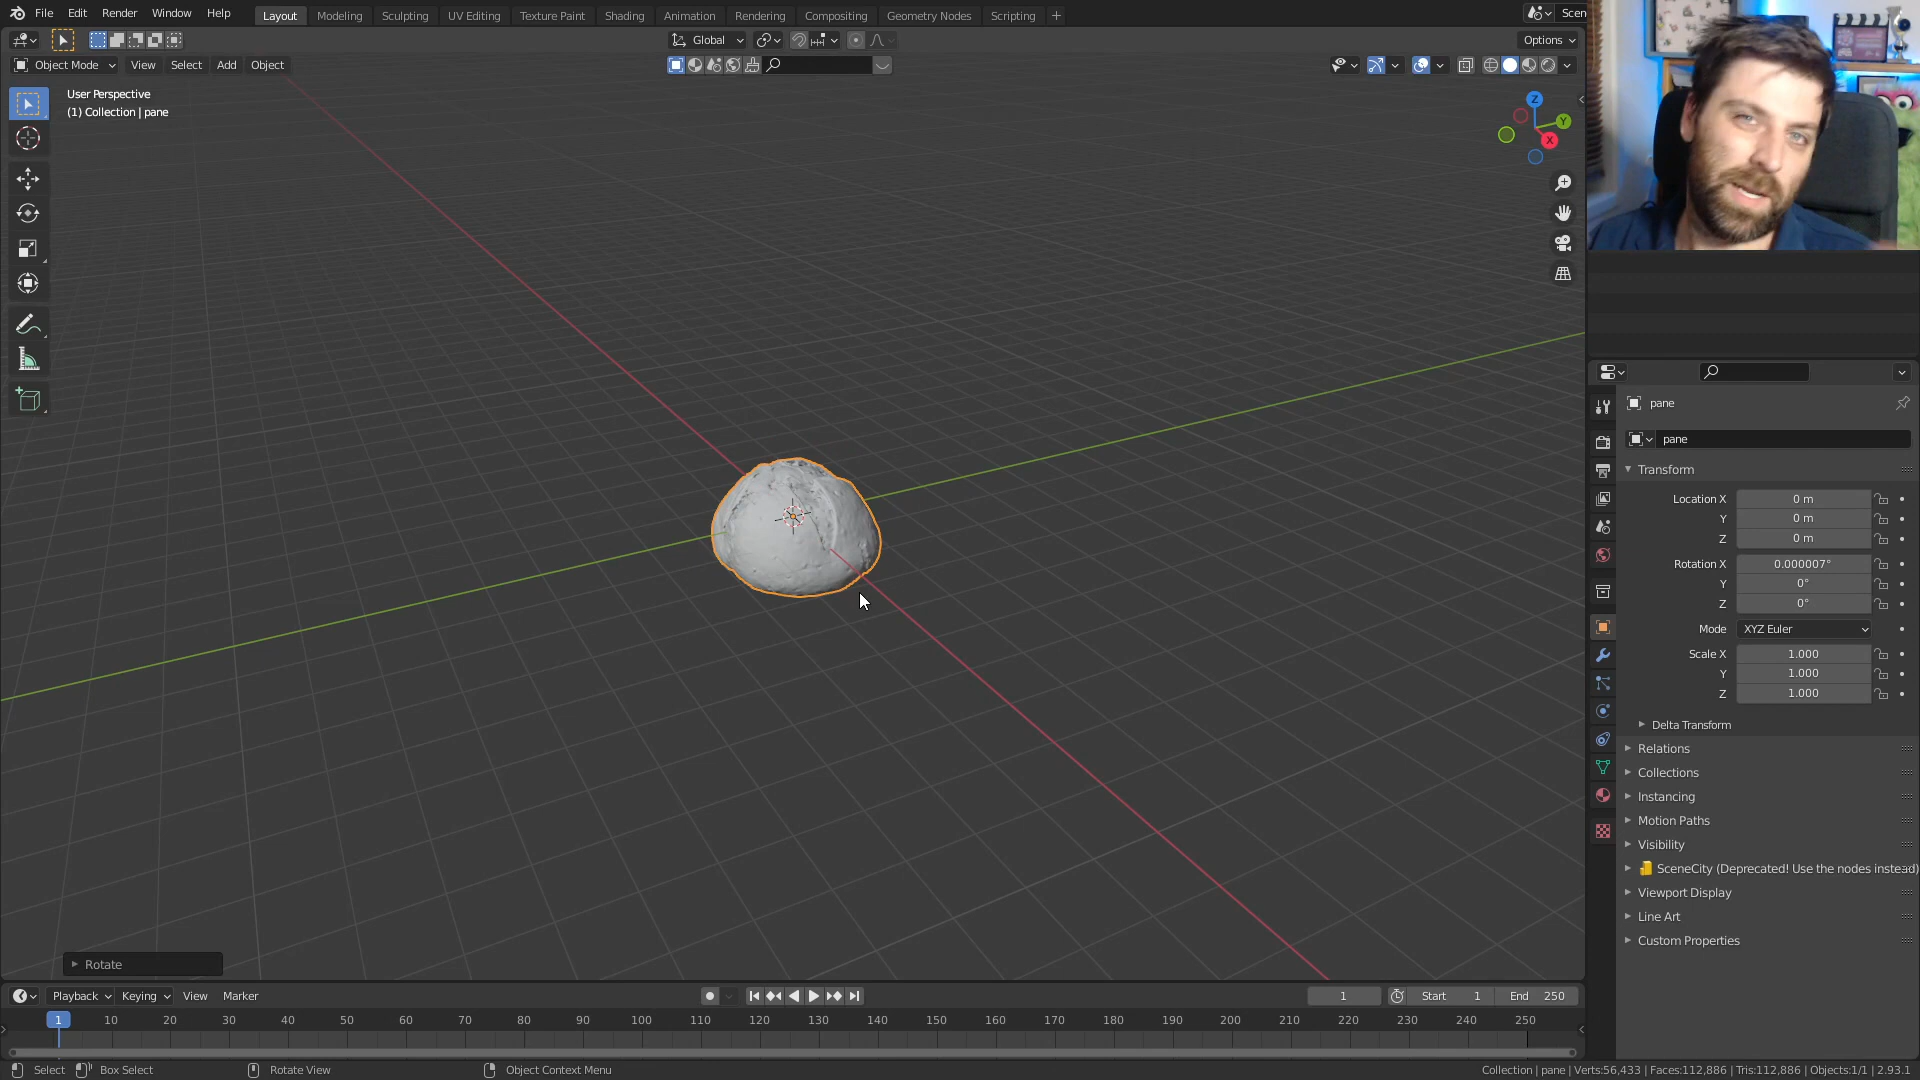 File Edit Render Window Help Layout Modeling Sculpting UV Editing Texture Paint Shading Animation Rendering Compositing Geometry Nodes Scripting + Scen
Global Options
Object Mode View Select Add Object
User Perspective
(1) Collection | pane
Z
Y
X
pane
pane
Transform
Location X 0 m
Y 0 m
Z 0 m
Rotation X 0.000007°
Y 0°
Z 0°
Mode XYZ Euler
Scale X 1.000
Y 1.000
Z 1.000
Delta Transform
Relations
Collections
Instancing
Motion Paths
Visibility
SceneCity (Deprecated! Use the nodes instead)
Viewport Display
Line Art
Custom Properties
Rotate
Playback Keying View Marker 1 Start 1 End 250
1 10 20 30 40 50 60 70 80 90 100 110 120 130 140 150 160 170 180 190 200 210 220 230 240 250
Select Box Select Rotate View Object Context Menu Collection | pane | Verts:56,433 | Faces:112,886 | Tris:112,886 | Objects:1/1 | 2.93.1